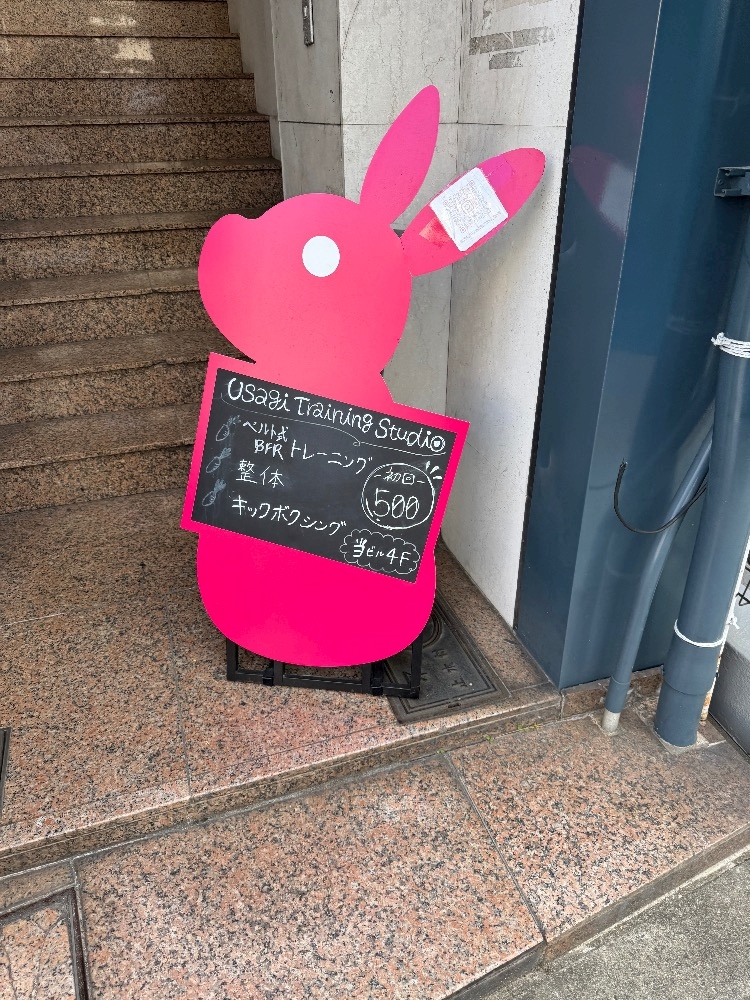 Usagi Training Studio
ベルト式
BFR トレーニング
整体
キックボクシング
初回
500
当ビル4F